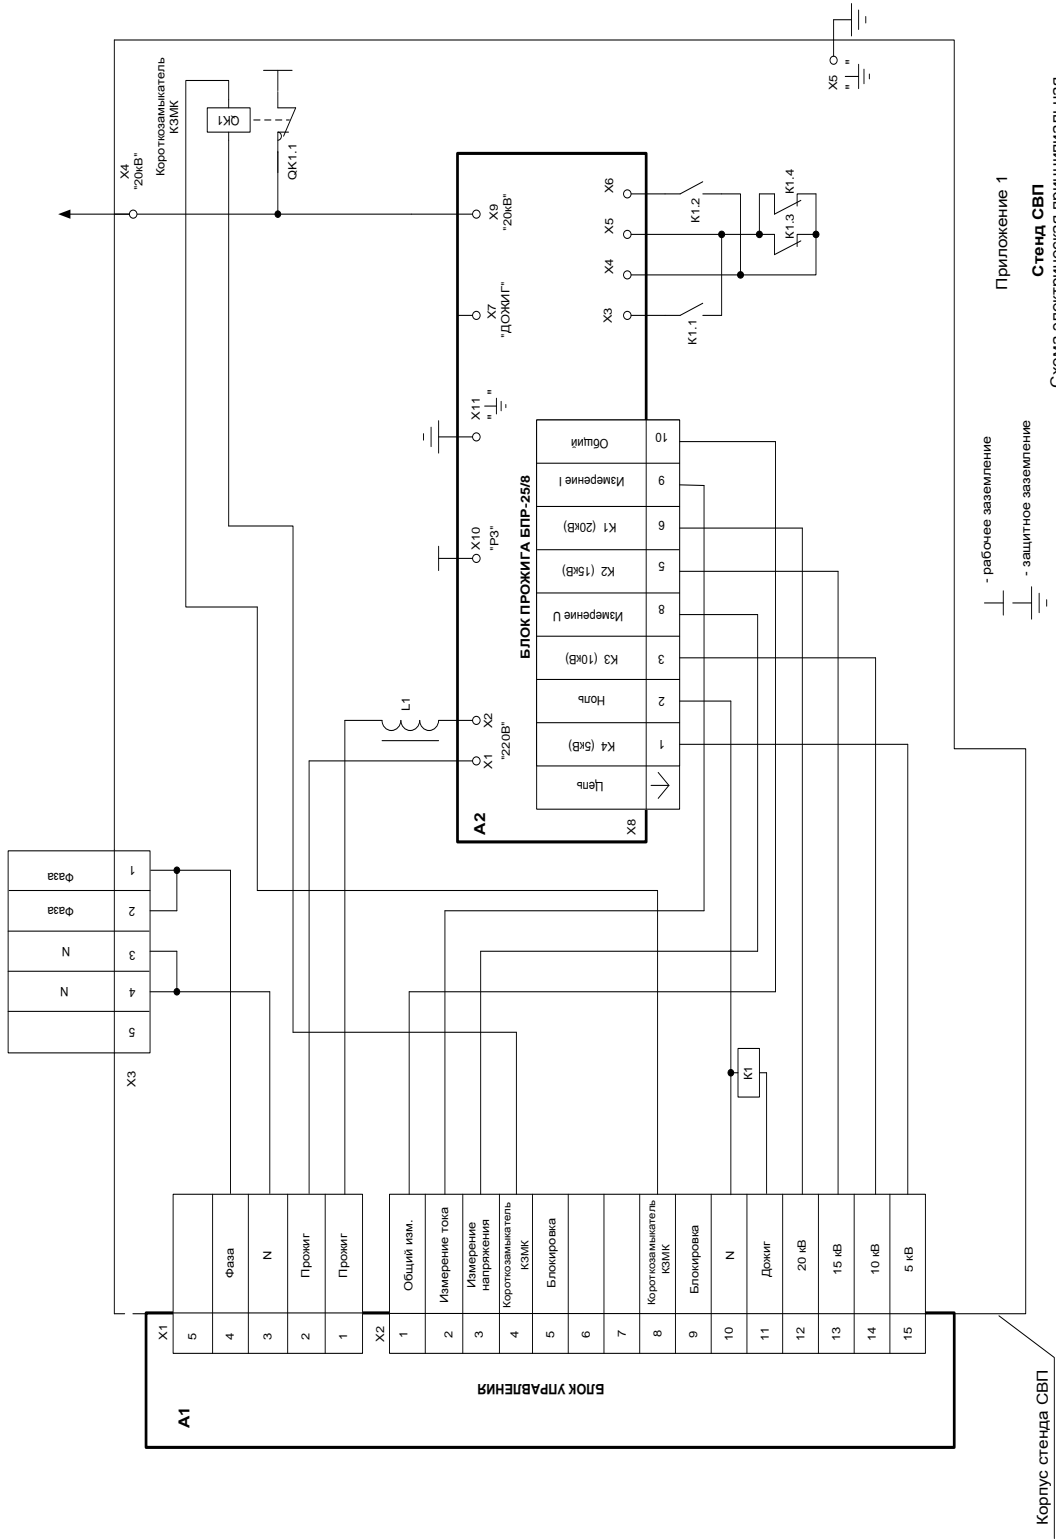 X4
"20кВ"
Короткозамыкатель
КЗМК
QK1
QK1.1
X5
" "
X9
"20кВ"
X7
"ДОЖИГ"
X11
" "
X10
"РЗ"
X2
X1
"220В"
L1
A2
БЛОК ПРОЖИГА БПР-25/8
X6
X5
X4
X3
K1.2
K1.4
K1.3
K1.1
Общий
10
Измерение I
9
К1 (20кВ)
6
К2 (15кВ)
5
Измерение U
8
К3 (10кВ)
3
Ноль
2
К4 (5кВ)
1
Цепь
X8
Фаза
1
Фаза
2
N
3
N
4
5
X3
K1
Приложение 1
Стенд СВП
Схема электрическая принципиальная
- рабочее заземление
- защитное заземление
X1
5
4
Фаза
3
N
2
Прожиг
1
Прожиг
X2
1
Общий изм.
2
Измерение тока
3
Измерение
напряжения
4
Короткозамыкатель
КЗМК
5
Блокировка
6
7
8
Короткозамыкатель
КЗМК
9
Блокировка
10
N
11
Дожиг
12
20 кВ
13
15 кВ
14
10 кВ
15
5 кВ
A1
БЛОК УПРАВЛЕНИЯ
Корпус стенда СВП